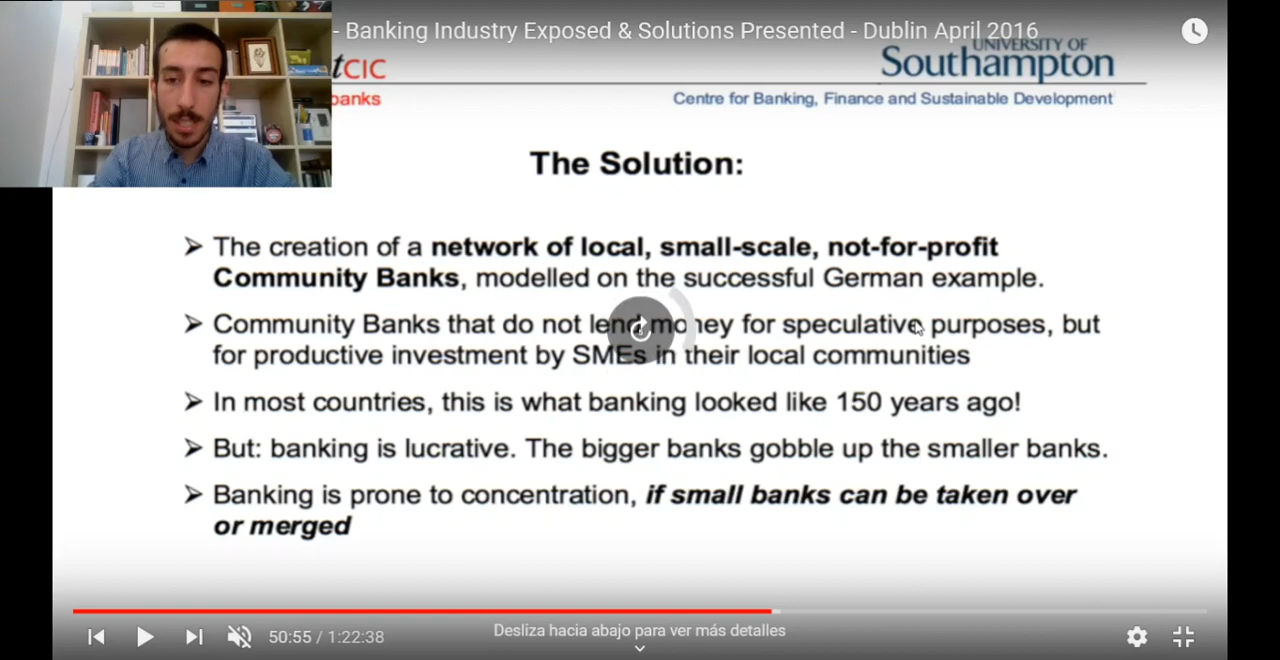 - Banking Industry Exposed & Solutions Presented - Dublin April 2016
tCIC
banks
UNIVERSITY OF
Southampton
Centre for Banking, Finance and Sustainable Development
The Solution:
➢ The creation of a network of local, small-scale, not-for-profit
Community Banks, modelled on the successful German example.
➢ Community Banks that do not lend money for speculative purposes, but
for productive investment by SMEs in their local communities
➢ In most countries, this is what banking looked like 150 years ago!
➢ But: banking is lucrative. The bigger banks gobble up the smaller banks.
➢ Banking is prone to concentration, if small banks can be taken over
or merged
50:55 / 1:22:38
Desliza hacia abajo para ver más detalles